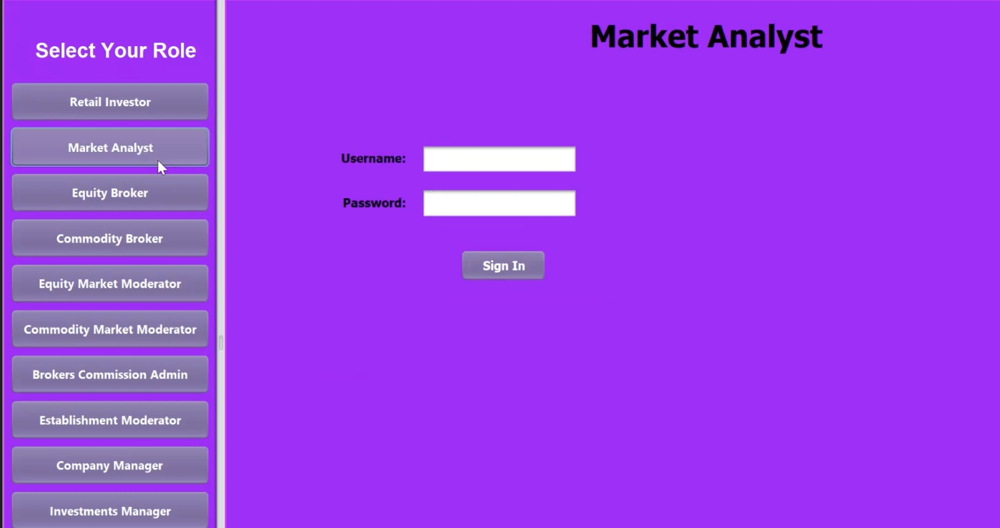 Select Your Role
Retail Investor
Market Analyst
Equity Broker
Commodity Broker
Equity Market Moderator
Commodity Market Moderator
Brokers Commission Admin
Establishment Moderator
Company Manager
Investments Manager
Market Analyst
Username:
Password:
Sign In